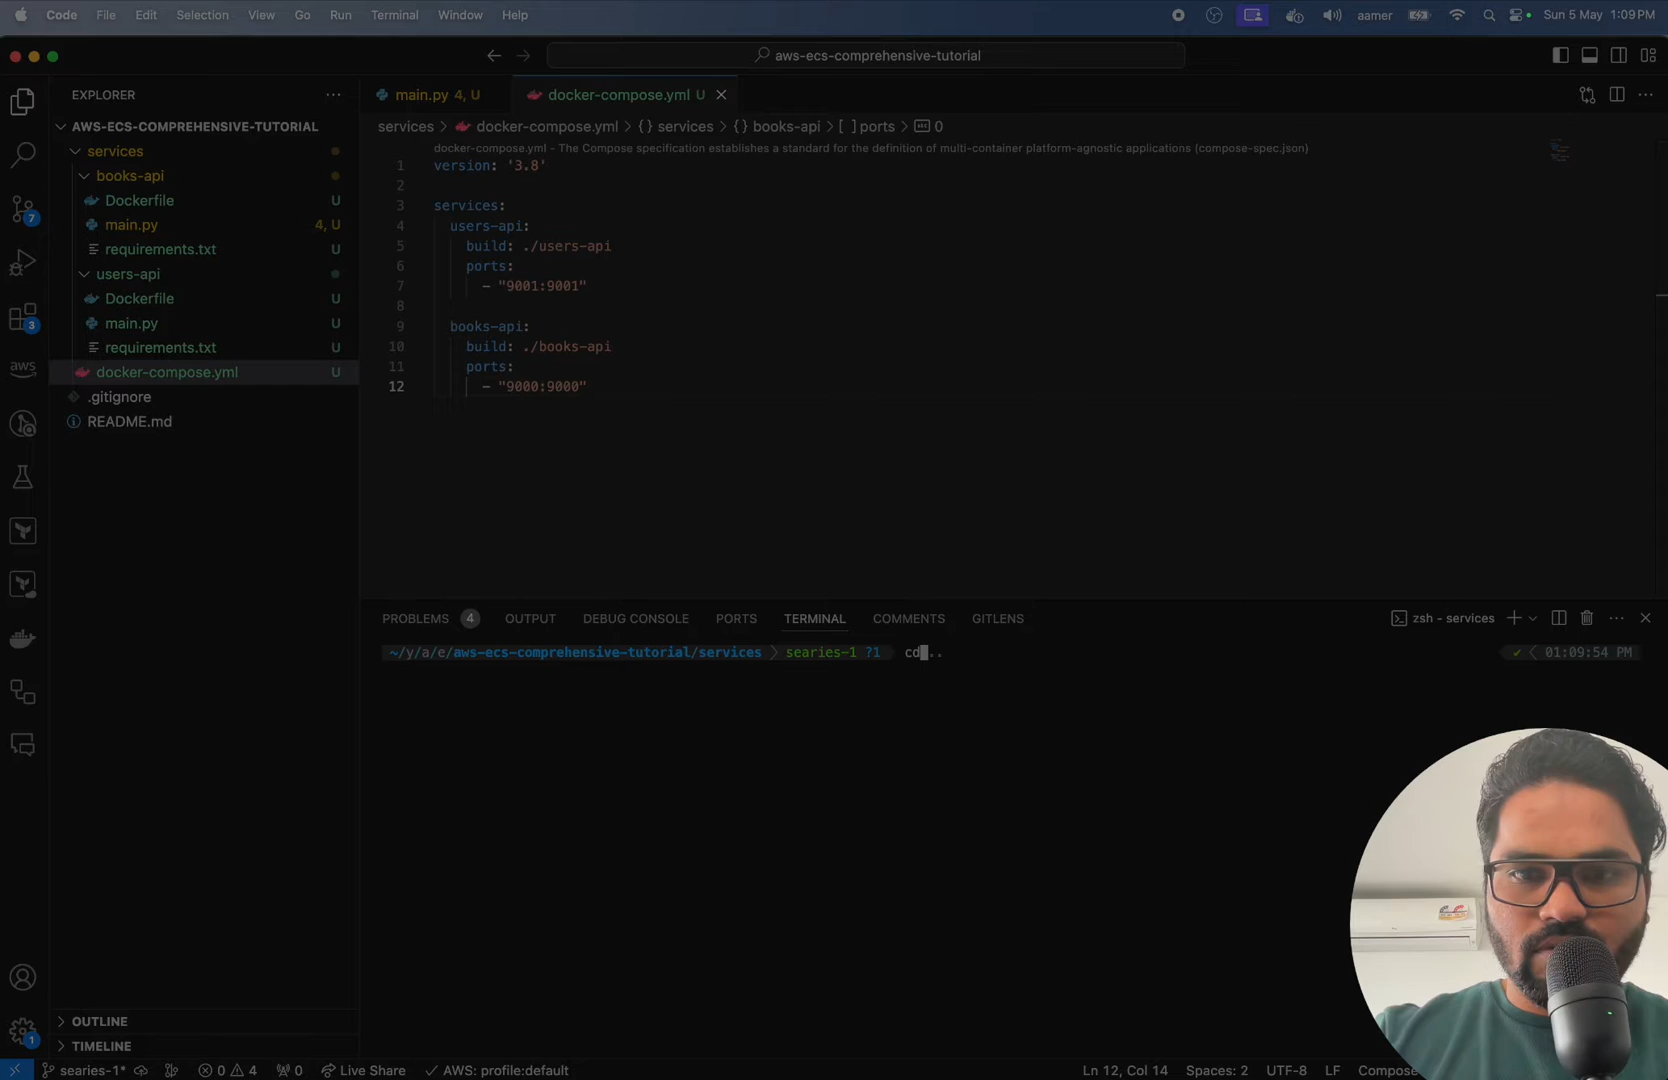 Code File Edit Selection View Go Run Terminal Window Help aamer Sun 5 May 1:09 PM
aws-ecs-comprehensive-tutorial
EXPLORER
AWS-ECS-COMPREHENSIVE-TUTORIAL
services
books-api
Dockerfile U
main.py 4, U
requirements.txt U
users-api
Dockerfile U
main.py U
requirements.txt U
docker-compose.yml U
.gitignore
README.md
OUTLINE
TIMELINE
7
3
aws
1
main.py 4, U docker-compose.yml U
services > docker-compose.yml > {} services > {} books-api > [ ] ports > 0
docker-compose.yml - The Compose specification establishes a standard for the definition of multi-container platform-agnostic applications (compose-spec.json)
1 version: '3.8'
2
3 services:
4 users-api:
5 build: ./users-api
6 ports:
7 - "9001:9001"
8
9 books-api:
10 build: ./books-api
11 ports:
12 - "9000:9000"
PROBLEMS 4 OUTPUT DEBUG CONSOLE PORTS TERMINAL COMMENTS GITLENS zsh - services
~/y/a/e/aws-ecs-comprehensive-tutorial/services > searies-1 ?1 cd .. ✓ < 01:09:54 PM
searies-1* 0 4 0 Live Share AWS: profile:default Ln 12, Col 14 Spaces: 2 UTF-8 LF Compose